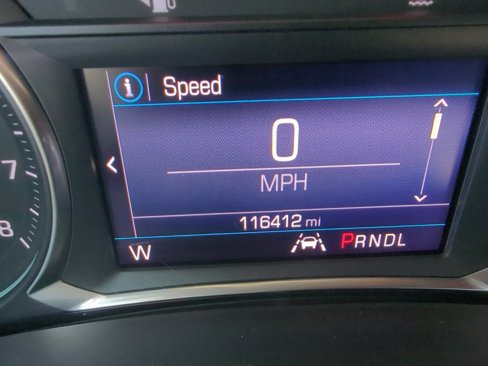 i Speed
0
MPH
116412 mi
W PRNDL
7
8